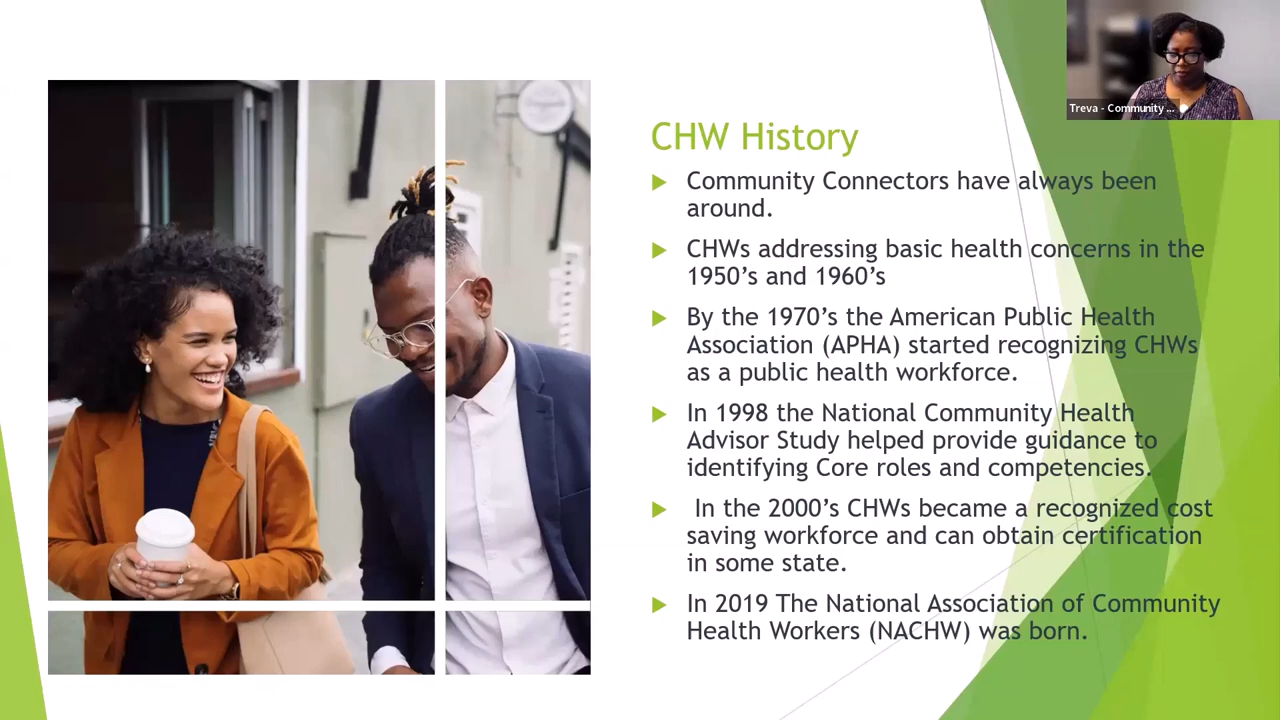 Treva - Community ...
CHW History
Community Connectors have always been
around.
CHWs addressing basic health concerns in the
1950’s and 1960’s
By the 1970’s the American Public Health
Association (APHA) started recognizing CHWs
as a public health workforce.
In 1998 the National Community Health
Advisor Study helped provide guidance to
identifying Core roles and competencies.
In the 2000’s CHWs became a recognized cost
saving workforce and can obtain certification
in some state.
In 2019 The National Association of Community
Health Workers (NACHW) was born.